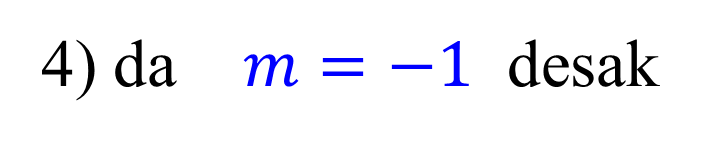 4) da m = −1 desak